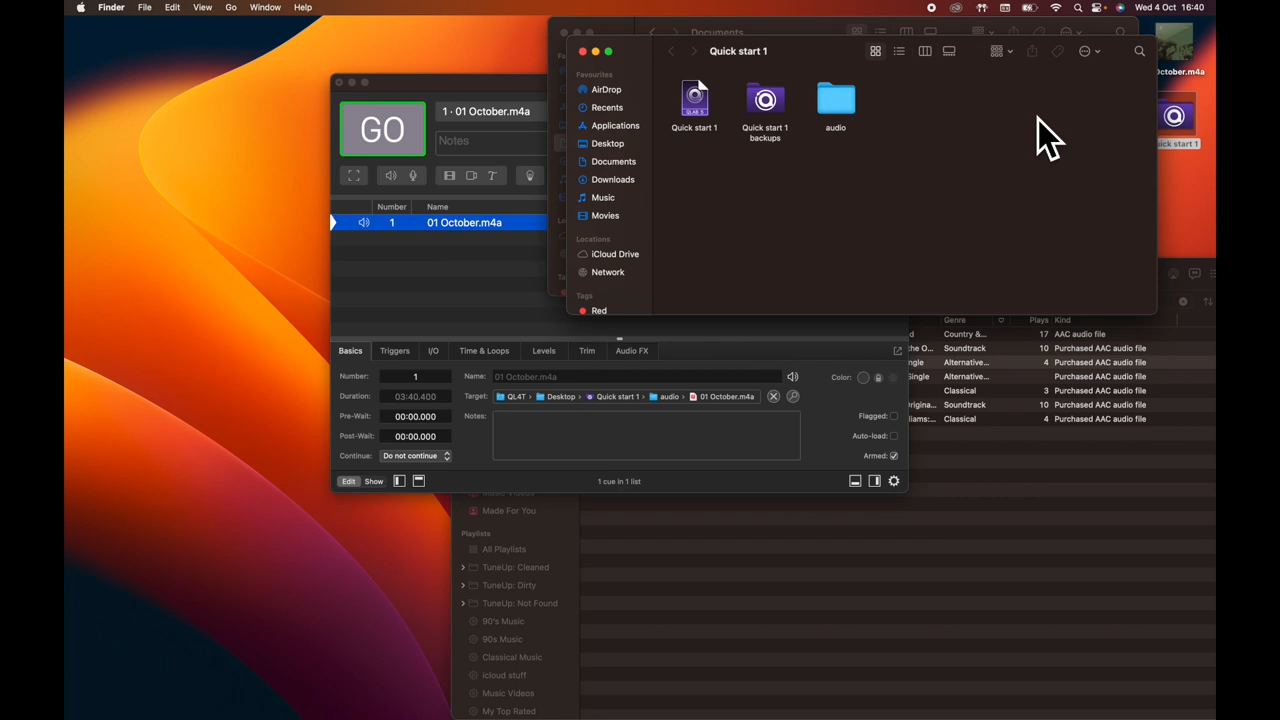 Finder File Edit View Go Window Help
Wed 4 Oct 16:40
Documents
Quick start 1
Favourites
AirDrop
Recents
Applications
Desktop
Documents
Downloads
Music
Movies
Locations
iCloud Drive
Network
Tags
Red
Quick start 1
Quick start 1
backups
audio
QLAB 5
October.m4a
uick start 1
GO
1 · 01 October.m4a
Notes
Number Name
1 01 October.m4a
Basics Triggers I/O Time & Loops Levels Trim Audio FX
Number: 1 Name: 01 October.m4a Color:
Duration: 03:40.400 Target: QL4T › Desktop › Quick start 1 › audio › 01 October.m4a
Pre-Wait: 00:00.000 Notes: Flagged:
Post-Wait: 00:00.000 Auto-load:
Continue: Do not continue Armed:
Edit Show 1 cue in 1 list
Genre Plays Kind
d Country &... 17 AAC audio file
the O... Soundtrack 10 Purchased AAC audio file
ngle Alternative... 4 Purchased AAC audio file
Single Alternative... Purchased AAC audio file
Classical 3 Purchased AAC audio file
rigina... Soundtrack 10 Purchased AAC audio file
liams:... Classical 4 Purchased AAC audio file
Music Videos
Made For You
Playlists
All Playlists
TuneUp: Cleaned
TuneUp: Dirty
TuneUp: Not Found
90's Music
90s Music
Classical Music
icloud stuff
Music Videos
My Top Rated